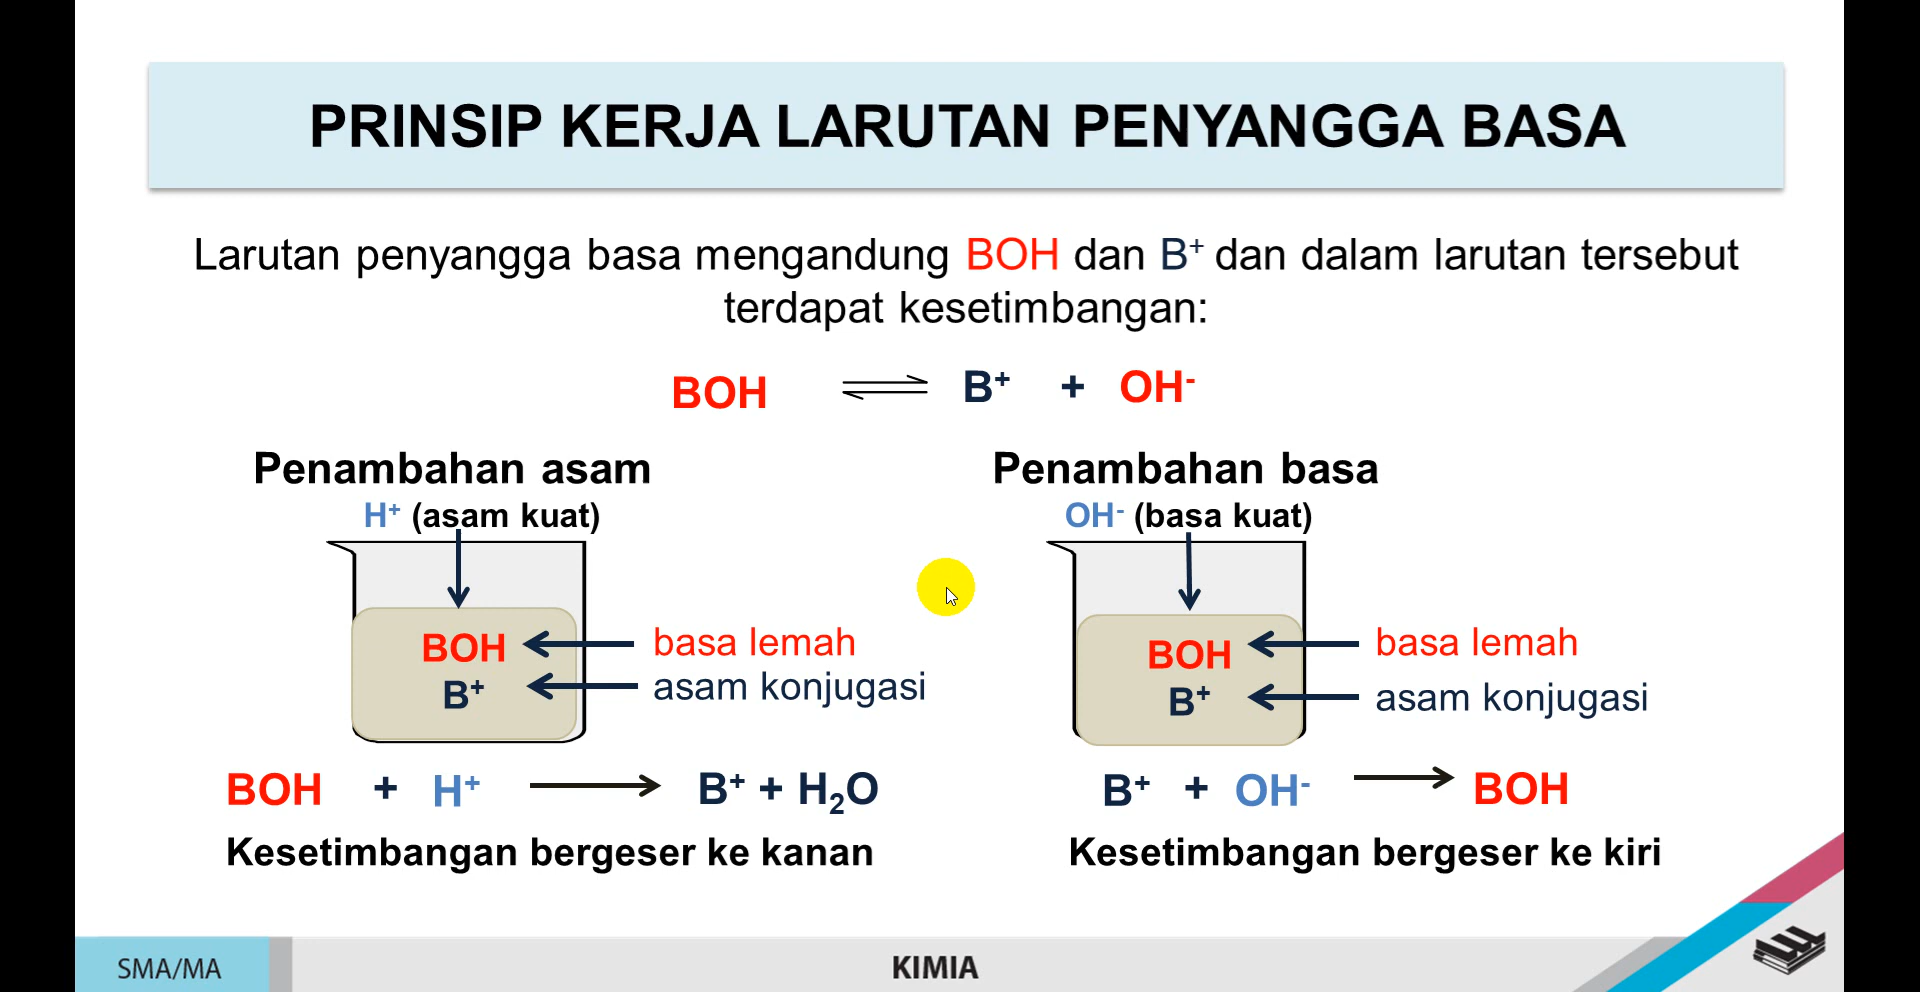 PRINSIP KERJA LARUTAN PENYANGGA BASA
Larutan penyangga basa mengandung BOH dan B⁺ dan dalam larutan tersebut
terdapat kesetimbangan:
BOH ⇌ B⁺ + OH⁻
Penambahan asam
H⁺ (asam kuat)
BOH
basa lemah
B⁺
asam konjugasi
BOH + H⁺ → B⁺ + H₂O
Kesetimbangan bergeser ke kanan
Penambahan basa
OH⁻ (basa kuat)
BOH
basa lemah
B⁺
asam konjugasi
B⁺ + OH⁻ → BOH
Kesetimbangan bergeser ke kiri
SMA/MA
KIMIA